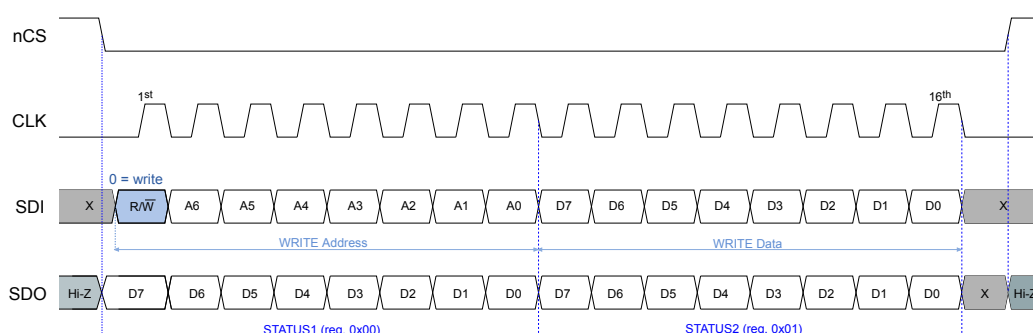 nCS
1st 16th
CLK
0 = write
SDI X R/W̅ A6 A5 A4 A3 A2 A1 A0 D7 D6 D5 D4 D3 D2 D1 D0 X
WRITE Address WRITE Data
SDO Hi-Z D7 D6 D5 D4 D3 D2 D1 D0 D7 D6 D5 D4 D3 D2 D1 D0 X Hi-Z
STATUS1 (reg. 0x00) STATUS2 (reg. 0x01)